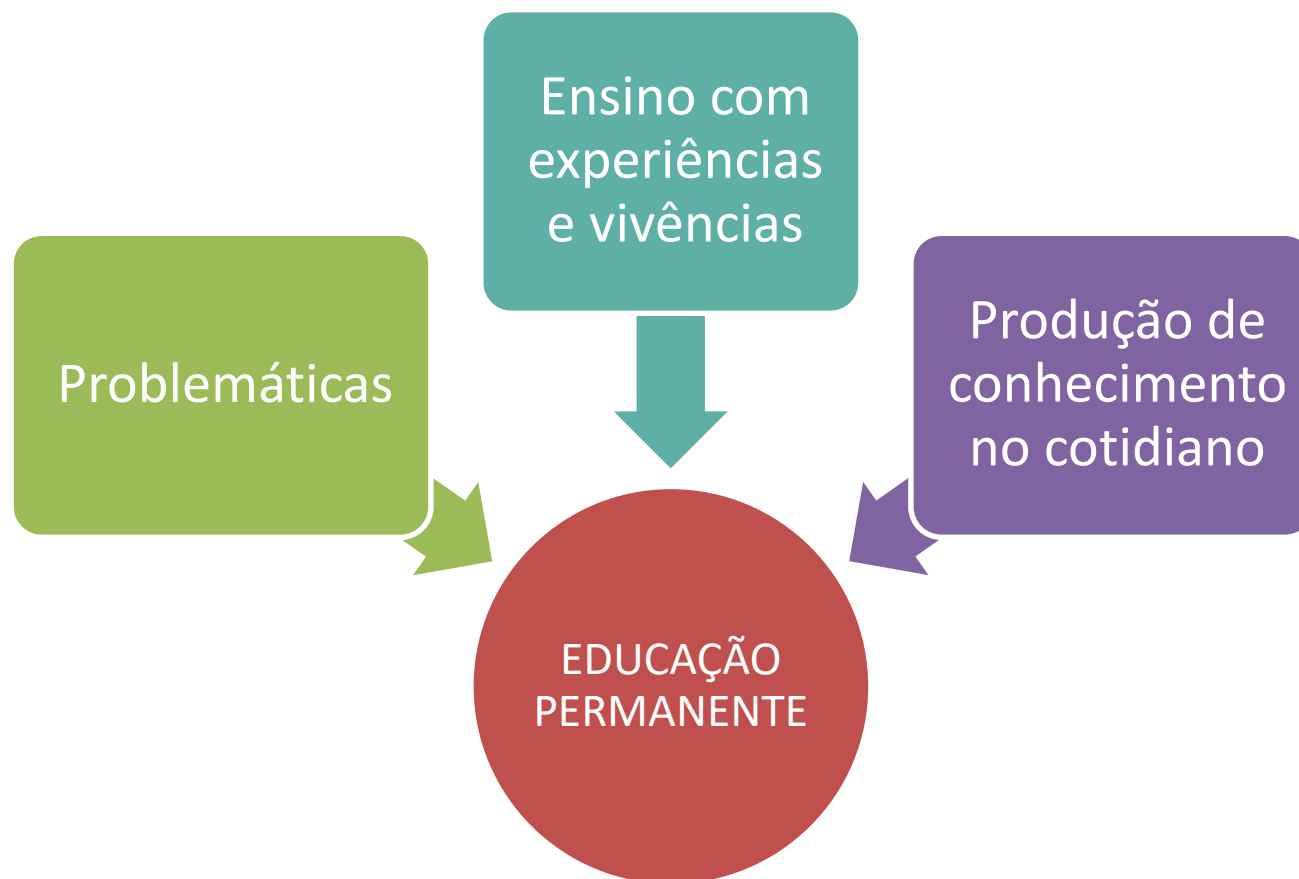 Ensino com
experiências
e vivências
Problemáticas
Produção de
conhecimento
no cotidiano
EDUCAÇÃO
PERMANENTE